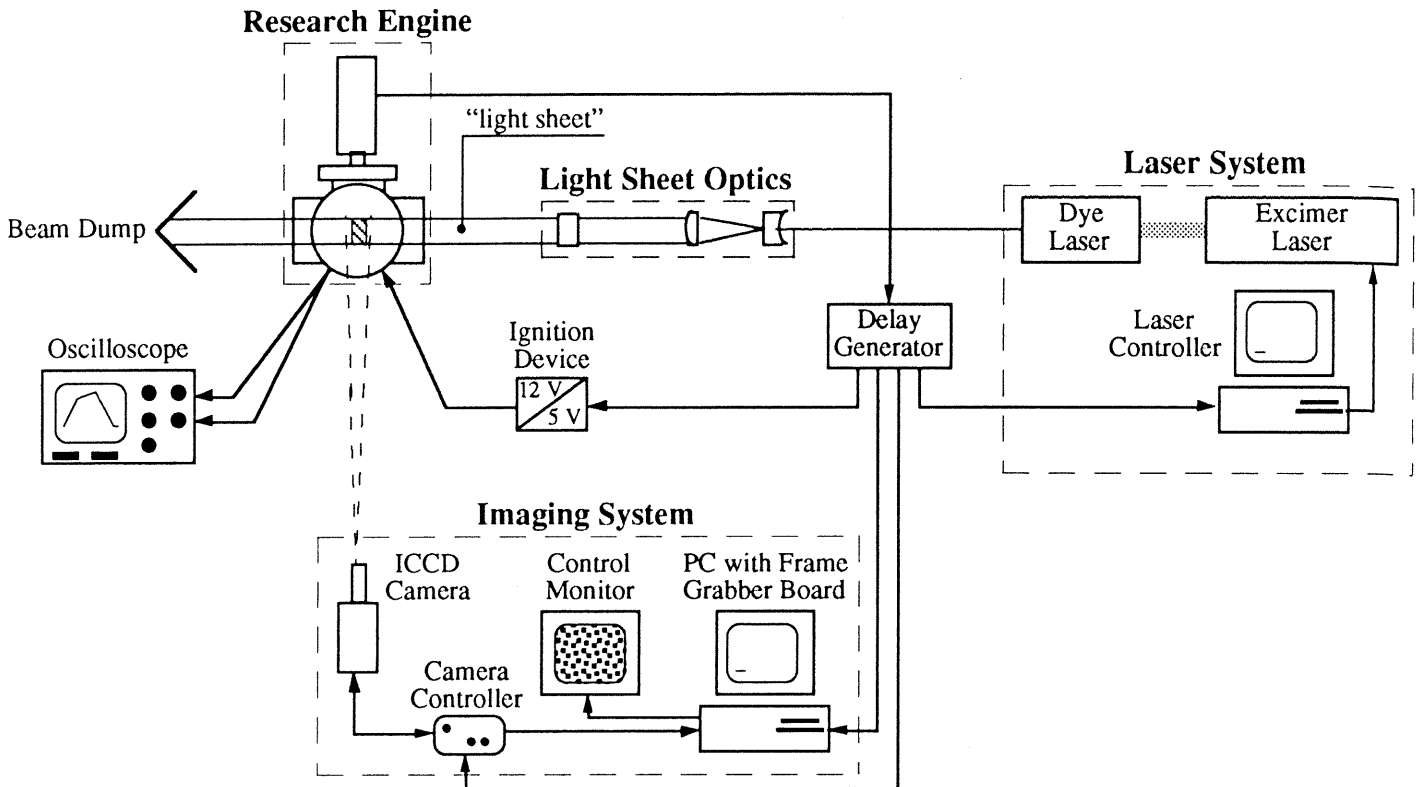 Research Engine
“light sheet”
Light Sheet Optics
Laser System
Beam Dump
Dye
Laser
Excimer
Laser
Oscilloscope
Ignition
Device
12 V
5 V
Delay
Generator
Laser
Controller
Imaging System
ICCD
Camera
Control
Monitor
PC with Frame
Grabber Board
Camera
Controller